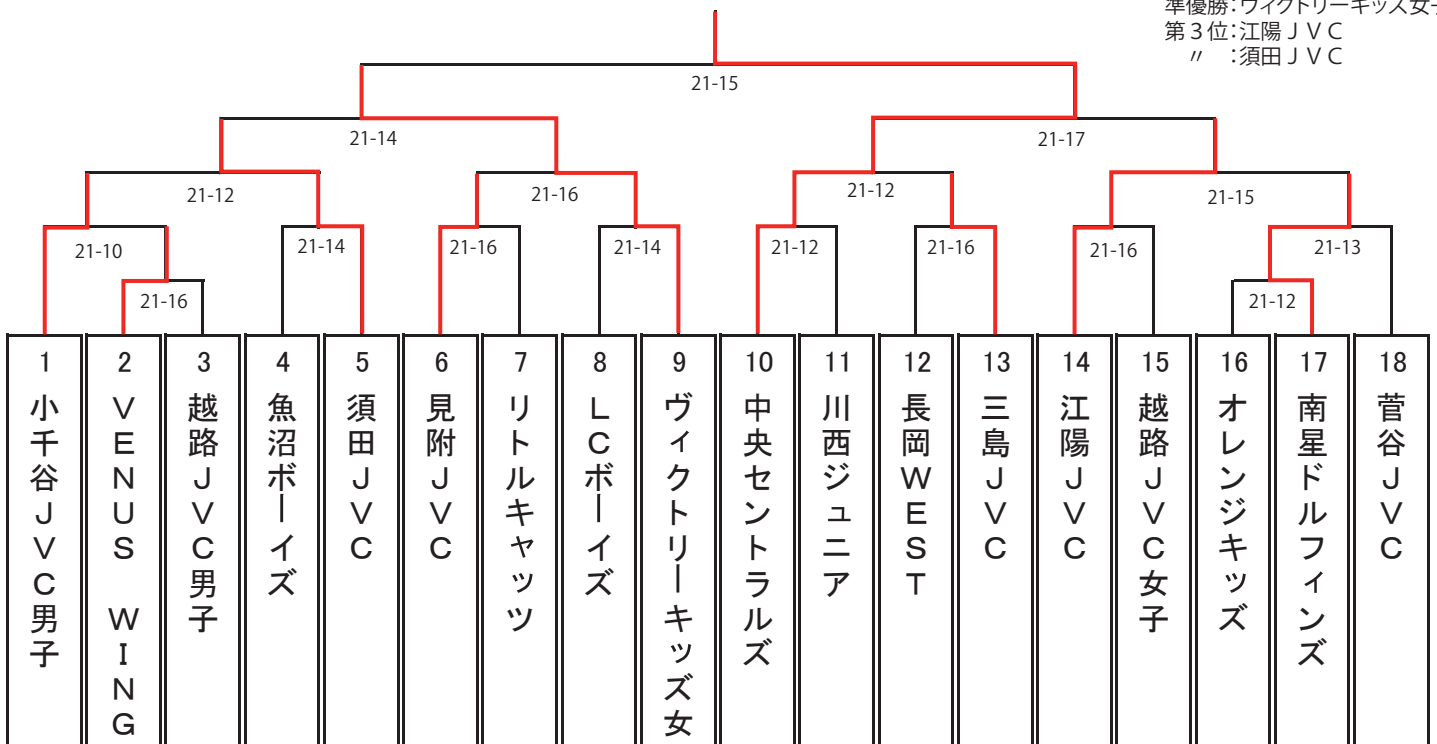 準優勝：ヴィクトリーキッズ女子
第３位：江陽ＪＶＣ
〃　：須田ＪＶＣ
21-15
21-14
21-17
21-12
21-16
21-12
21-15
21-10
21-14
21-16
21-14
21-12
21-16
21-16
21-13
21-16
21-12
1 小千谷ＪＶＣ男子
2 ＶＥＮＵＳ　ＷＩＮＧ
3 越路ＪＶＣ男子
4 魚沼ボーイズ
5 須田ＪＶＣ
6 見附ＪＶＣ
7 リトルキャッツ
8 ＬＣボーイズ
9 ヴィクトリーキッズ女
10 中央セントラルズ
11 川西ジュニア
12 長岡ＷＥＳＴ
13 三島ＪＶＣ
14 江陽ＪＶＣ
15 越路ＪＶＣ女子
16 オレンジキッズ
17 南星ドルフィンズ
18 菅谷ＪＶＣ